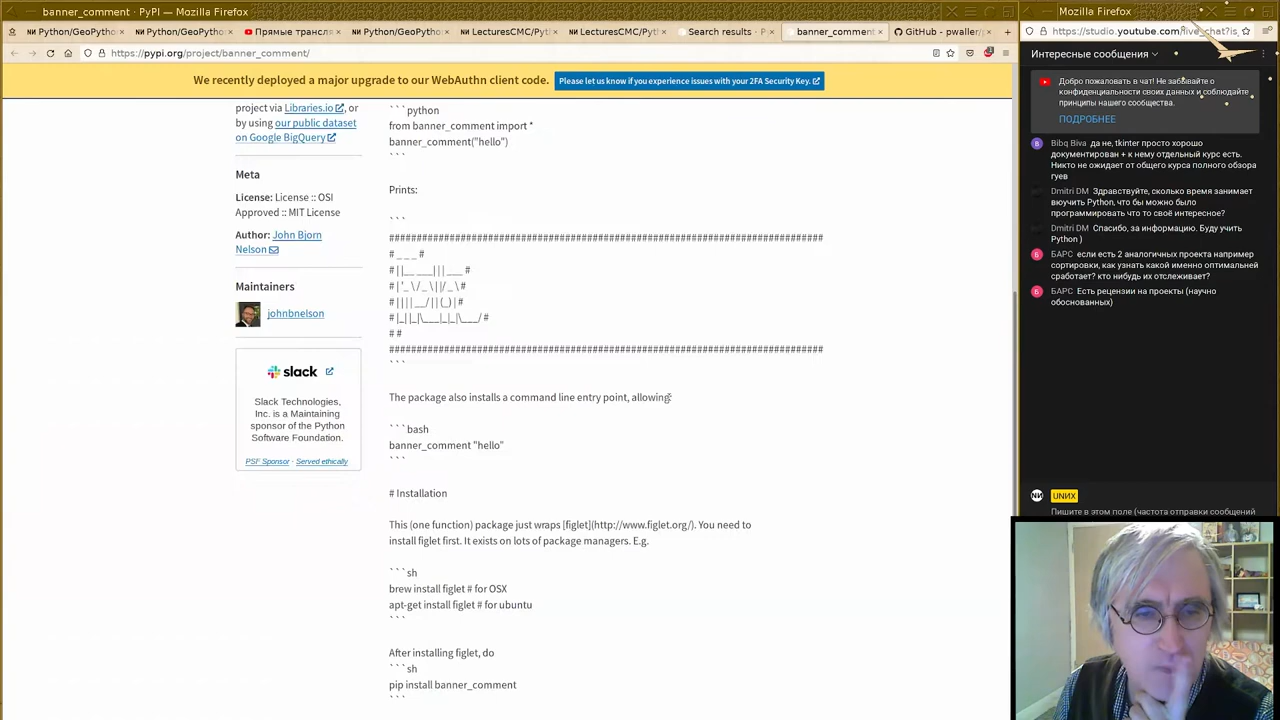 banner_comment · PyPI — Mozilla Firefox
Mozilla Firefox
Python/GeoPython
Python/GeoPython
Прямые трансл
Python/GeoPython
LecturesCMC/Pyt
LecturesCMC/Pyth
Search results · P
banner_comment ·
GitHub - pwaller/
https://pypi.org/project/banner_comment/
https://studio.youtube.com/live_chat?is_
We recently deployed a major upgrade to our WebAuthn client code.
Please let us know if you experience issues with your 2FA Security Key.
project via Libraries.io, or
by using our public dataset
on Google BigQuery
Meta
License: License :: OSI
Approved :: MIT License
Author: John Bjorn
Nelson
Maintainers
johnbnelson
slack
Slack Technologies,
Inc. is a Maintaining
sponsor of the Python
Software Foundation.
PSF Sponsor · Served ethically
```python
from banner_comment import *
banner_comment("hello")
```
Prints:
```
################################################################################
# _ _ _ #
# | |__ ___| | | ___ #
# | '_ \ / _ \ | |/ _ \ #
# | | | | __/ | | (_) | #
# |_| |_|\___|_|_|\___/ #
# #
################################################################################
```
The package also installs a command line entry point, allowing:
```bash
banner_comment "hello"
```
# Installation
This (one function) package just wraps [figlet](http://www.figlet.org/). You need to
install figlet first. It exists on lots of package managers. E.g.
```sh
brew install figlet # for OSX
apt-get install figlet # for ubuntu
```
After installing figlet, do
```sh
pip install banner_comment
```
Интересные сообщения
Добро пожаловать в чат! Не забывайте о
конфиденциальности своих данных и соблюдайте
принципы нашего сообщества.
ПОДРОБНЕЕ
B Bibq Biva да не, tkinter просто хорошо
документирован + к нему отдельный курс есть.
Никто не ожидает от общего курса полного обзора
гуев
Dmitri DM Здравствуйте, сколько время занимает
вюучить Python, что бы можно было
программировать что то своё интересное?
Dmitri DM Спасибо, за информацию. Буду учить
Python )
Б БАРС если есть 2 аналогичных проекта например
сортировки, как узнать какой именно оптимальней
сработает? кто нибудь их отслеживает?
Б БАРС Есть рецензии на проекты (научно
обоснованных)
UNИX
Пишите в этом поле (частота отправки сообщений